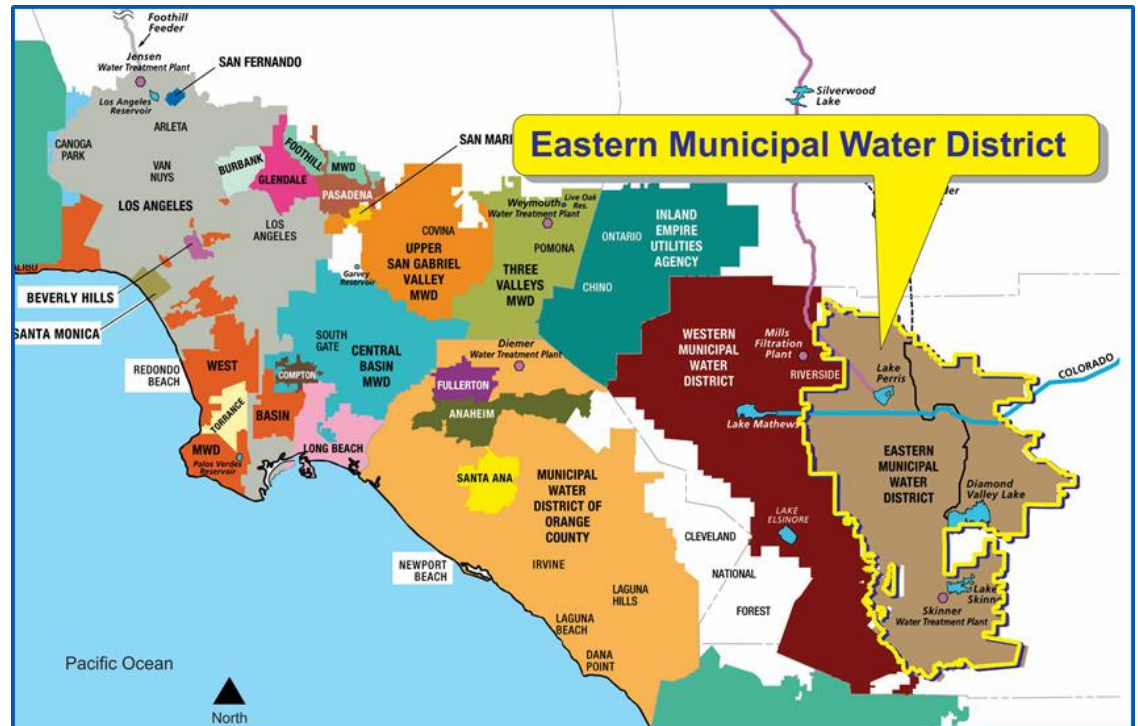 Foothill
Feeder
Jensen
Water Treatment Plant
SAN FERNANDO
Los Angeles
Reservoir
ARLETA
CANOGA
PARK
VAN
NUYS
LOS ANGELES
BURBANK
GLENDALE
FOOTHILL
MWD
PASADENA
LOS
ANGELES
SAN MARI
Eastern Municipal Water District
Silverwood
Lake
Weymouth
Water Treatment Plant
Live Oak
Res.
COVINA
UPPER
SAN GABRIEL
VALLEY
MWD
POMONA
THREE
VALLEYS
MWD
ONTARIO
INLAND
EMPIRE
UTILITIES
AGENCY
CHINO
Garvey
Reservoir
BEVERLY HILLS
SANTA MONICA
WEST
REDONDO
BEACH
TORRANCE
BASIN
MWD
Palos Verdes
Reservoir
COMPTON
SOUTH
GATE
CENTRAL
BASIN
MWD
LONG BEACH
Diemer
Water Treatment Plant
FULLERTON
ANAHEIM
SANTA ANA
MUNICIPAL
WATER
DISTRICT OF
ORANGE
COUNTY
IRVINE
NEWPORT
BEACH
LAGUNA
HILLS
LAGUNA
BEACH
DANA
POINT
WESTERN
MUNICIPAL
WATER
DISTRICT
Mills
Filtration
Plant
RIVERSIDE
Lake
Perris
COLORADO
Lake Mathews
EASTERN
MUNICIPAL
WATER
DISTRICT
Diamond
Valley Lake
LAKE
ELSINORE
CLEVELAND
NATIONAL
FOREST
Lake
Skinne
Skinner
Water Treatment Plant
Pacific Ocean
North